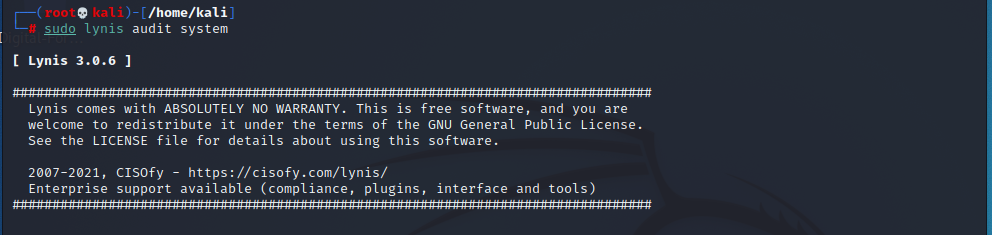 ┌──(root💀kali)-[/home/kali]
└─# sudo lynis audit system
[ Lynis 3.0.6 ]
################################################################################
Lynis comes with ABSOLUTELY NO WARRANTY. This is free software, and you are
welcome to redistribute it under the terms of the GNU General Public License.
See the LICENSE file for details about using this software.
2007-2021, CISOfy - https://cisofy.com/lynis/
Enterprise support available (compliance, plugins, interface and tools)
################################################################################